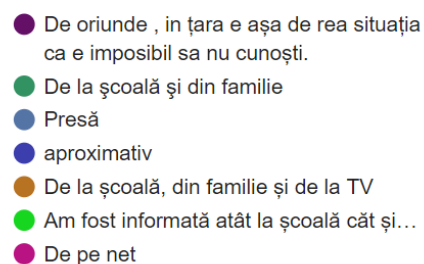 De oriunde , in țara e așa de rea situația
ca e imposibil sa nu cunoști.
De la şcoală şi din familie
Presă
aproximativ
De la școală, din familie și de la TV
Am fost informată atât la școală căt și…
De pe net